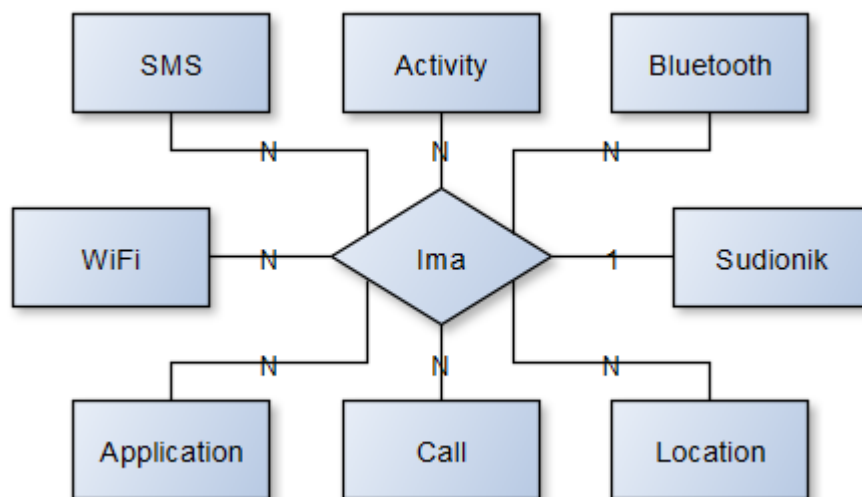 SMS
Activity
Bluetooth
N
N
N
WiFi
N
Ima
1
Sudionik
N
N
N
Application
Call
Location